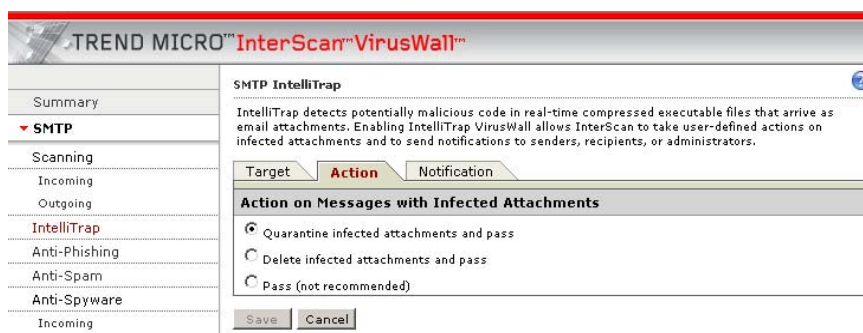 TREND MICRO™ InterScan™ VirusWall™
Summary
SMTP
Scanning
Incoming
Outgoing
IntelliTrap
Anti-Phishing
Anti-Spam
Anti-Spyware
Incoming
SMTP IntelliTrap
IntelliTrap detects potentially malicious code in real-time compressed executable files that arrive as
email attachments. Enabling IntelliTrap VirusWall allows InterScan to take user-defined actions on
infected attachments and to send notifications to senders, recipients, or administrators.
Target Action Notification
Action on Messages with Infected Attachments
Quarantine infected attachments and pass
Delete infected attachments and pass
Pass (not recommended)
Save Cancel